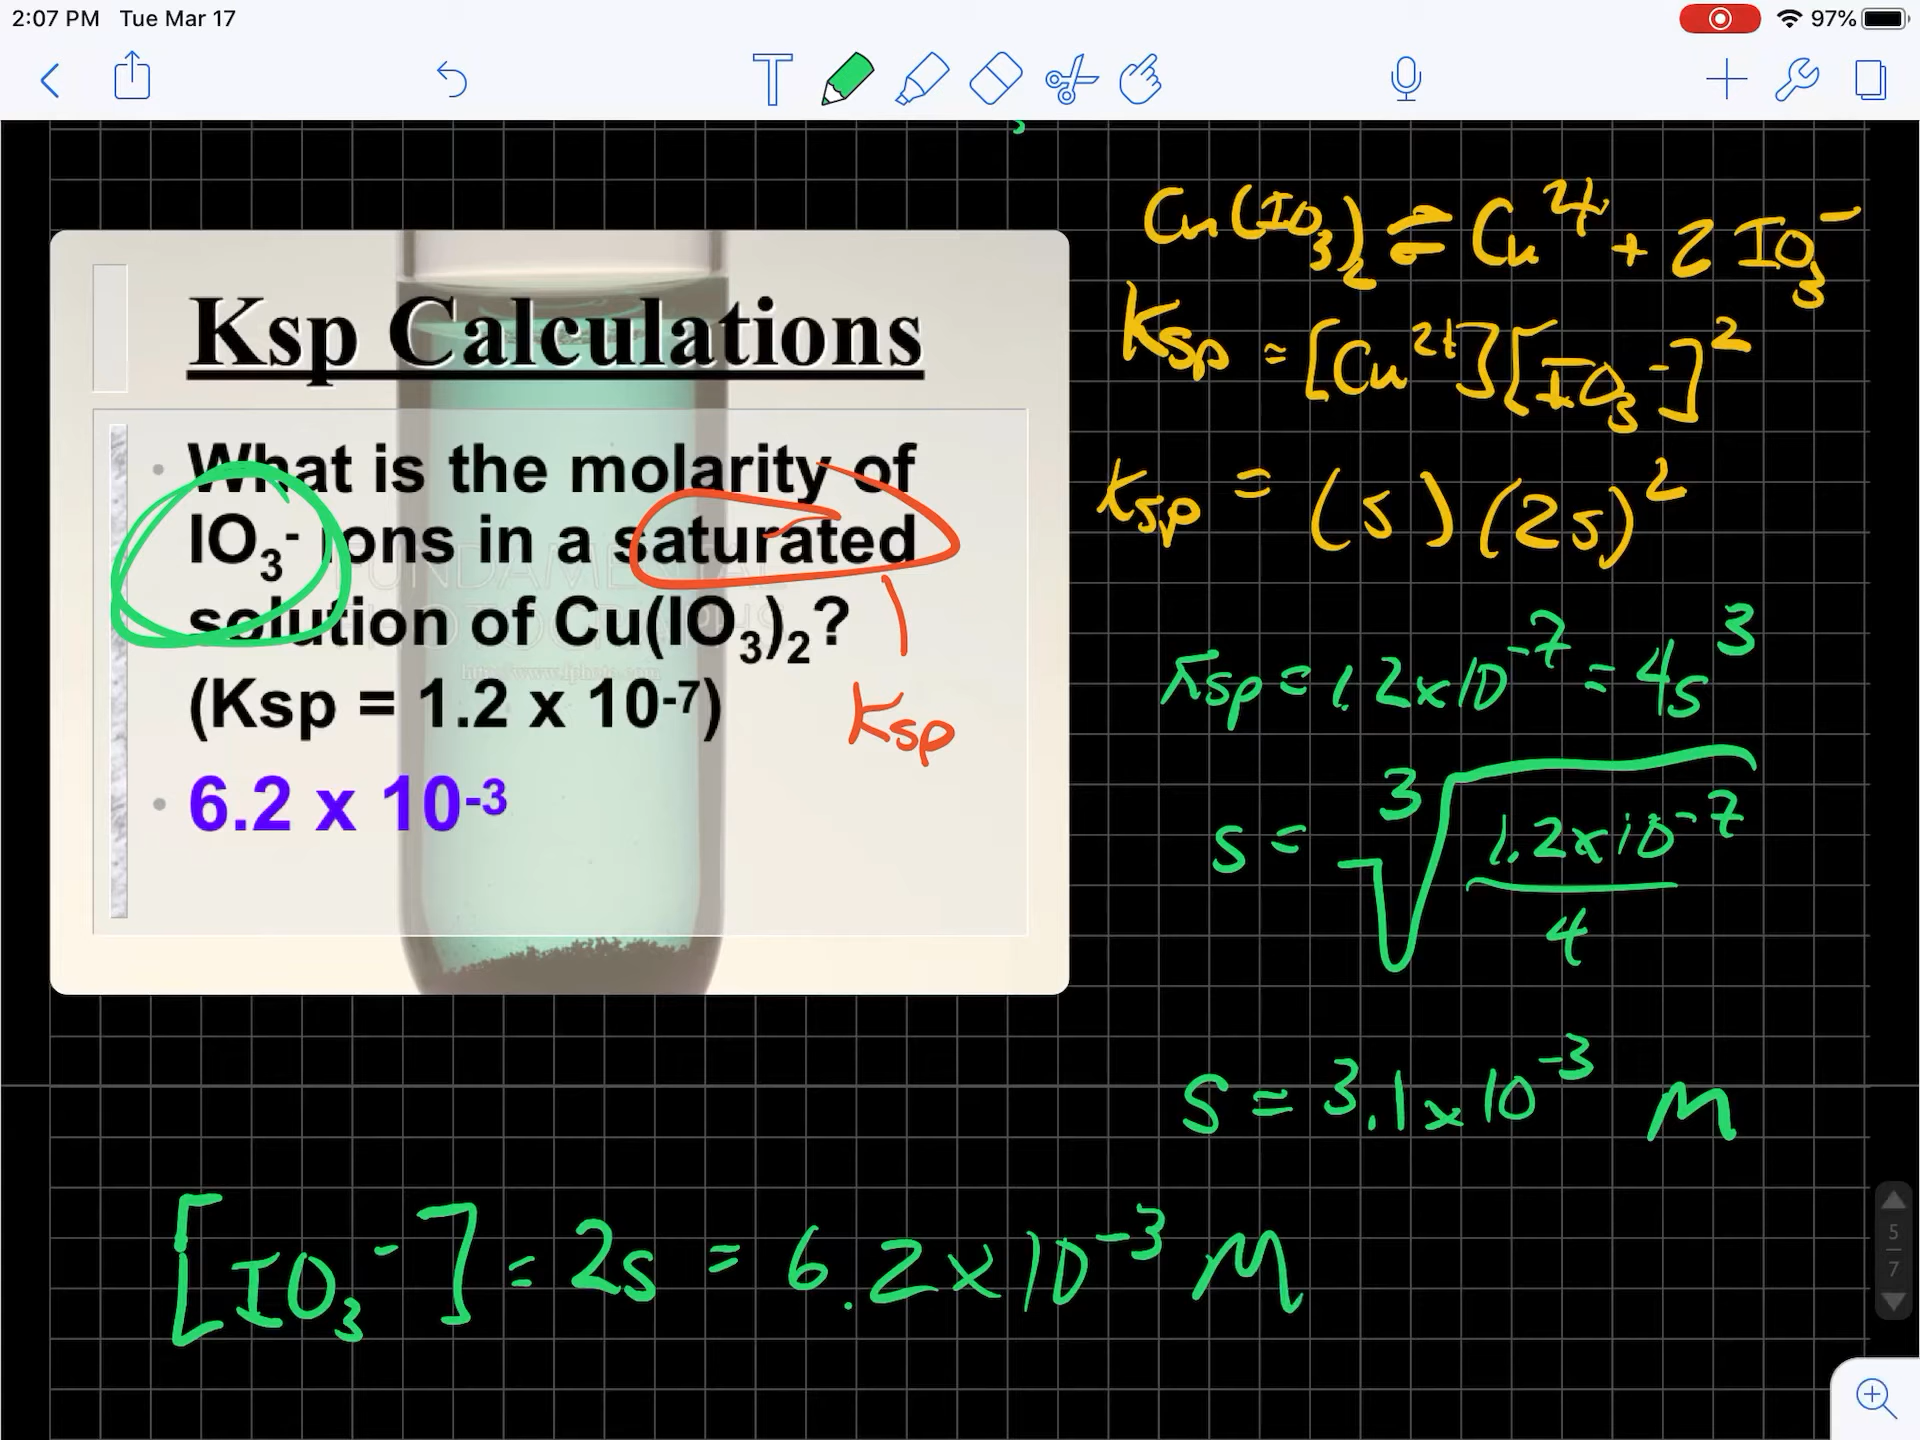 2:07 PM Tue Mar 17
97%
Ksp Calculations
• What is the molarity of
IO₃⁻ ions in a saturated
solution of Cu(IO₃)₂?
(Ksp = 1.2 x 10⁻⁷)
• 6.2 x 10⁻³
Ksp
Cu(IO₃)₂ ⇌ Cu²⁺ + 2 IO₃⁻
Ksp = [Cu²⁺][IO₃⁻]²
Ksp = (s)(2s)²
Ksp = 1.2x10⁻⁷ = 4s³
s = ³√(1.2x10⁻⁷/4)
s = 3.1x10⁻³ M
[IO₃⁻] = 2s = 6.2x10⁻³ M
5
7